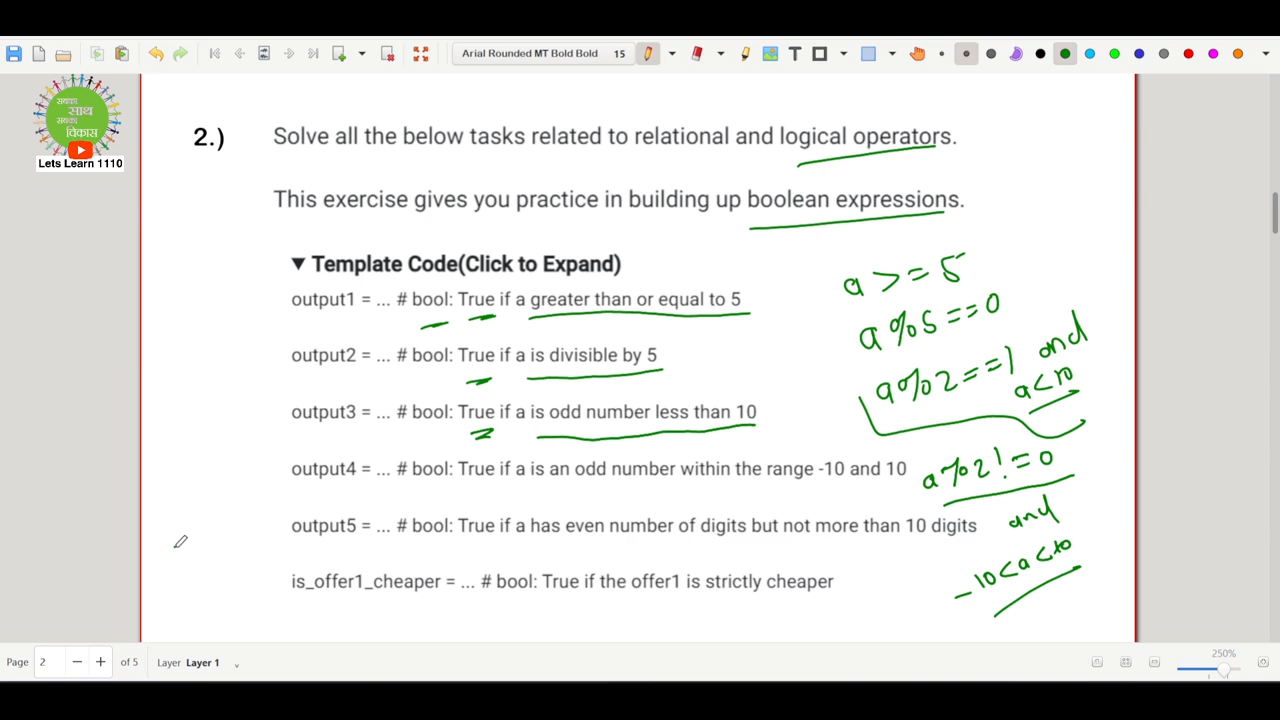 Arial Rounded MT Bold Bold 15
सबका
साथ
सबका
विकास
Lets Learn 1110
2.) Solve all the below tasks related to relational and logical operators.
This exercise gives you practice in building up boolean expressions.
▼ Template Code(Click to Expand)
output1 = ... # bool: True if a greater than or equal to 5
output2 = ... # bool: True if a is divisible by 5
output3 = ... # bool: True if a is odd number less than 10
output4 = ... # bool: True if a is an odd number within the range -10 and 10
output5 = ... # bool: True if a has even number of digits but not more than 10 digits
is_offer1_cheaper = ... # bool: True if the offer1 is strictly cheaper
a >= 5
a%5==0
a%2==1 and
a<10
a%2!=0
and
-10<a<10
Page 2 of 5 Layer Layer 1 250%